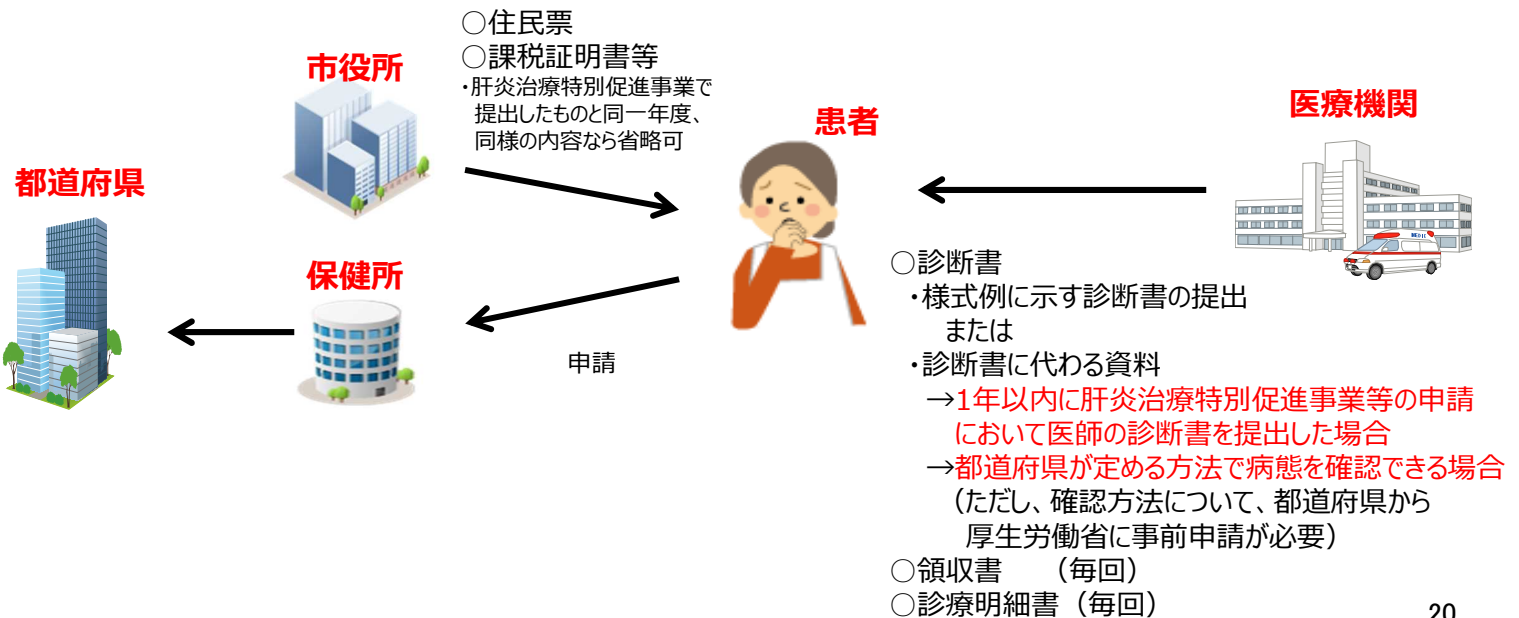 ○住民票
○課税証明書等
・肝炎治療特別促進事業で
提出したものと同一年度、
同様の内容なら省略可
市役所
患者
医療機関
都道府県
保健所
申請
○診断書
・様式例に示す診断書の提出
または
・診断書に代わる資料
→1年以内に肝炎治療特別促進事業等の申請
において医師の診断書を提出した場合
→都道府県が定める方法で病態を確認できる場合
（ただし、確認方法について、都道府県から
厚生労働省に事前申請が必要）
○領収書　（毎回）
○診療明細書（毎回）
MEDIC
20